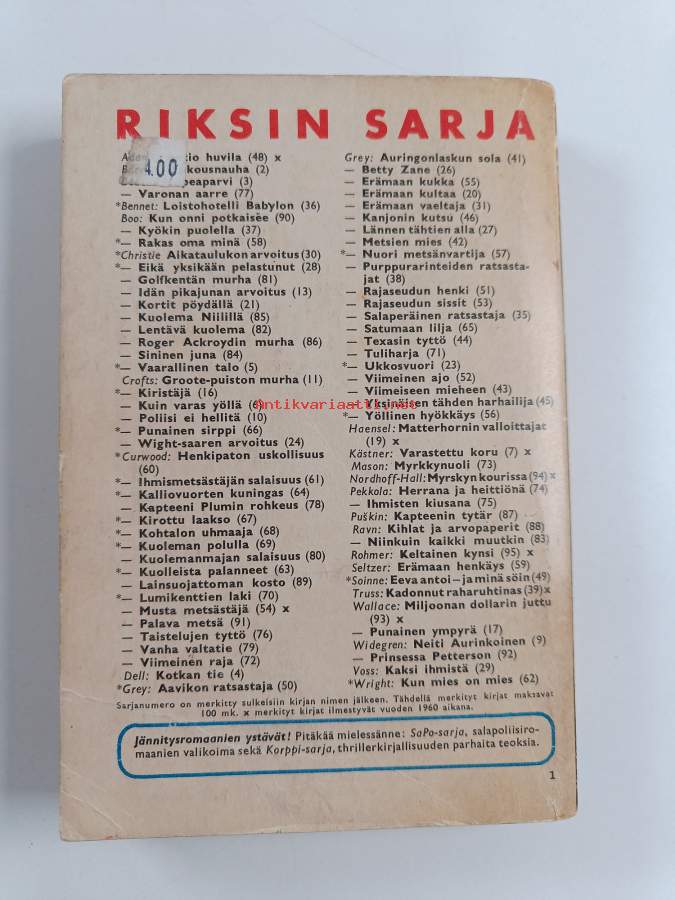 RIKSIN SARJA
4.00
huvila (48) x
(2)
(3)
— Varonan aarre (77)
*Bennet: Loistohotelli Babylon (36)
Boo: Kun onni potkaisee (90)
— Kyökin puolella (37)
*— Rakas oma minä (58)
*Christie Aikataulukon arvoitus (30)
*— Eikä yksikään pelastunut (28)
— Golfkentän murha (81)
— Idän pikajunan arvoitus (13)
— Kortit pöydällä (21)
— Kuolema Niilillä (85)
— Lentävä kuolema (82)
— Roger Ackroydin murha (86)
— Sininen juna (84)
*— Vaarallinen talo (5)
Crofts: Groote-puiston murha (11)
*— Kiristäjä (16)
— Kuin varas yöllä
— Poliisi ei hellitä (10)
*— Punainen sirppi (66)
— Wight-saaren arvoitus (24)
*Curwood: Henkipaton uskollisuus
(60)
*— Ihmismetsästäjän salaisuus (61)
*— Kalliovuorten kuningas (64)
— Kapteeni Plumin rohkeus (78)
*— Kirottu laakso (67)
*— Kohtalon uhmaaja (68)
*— Kuoleman polulla (69)
— Kuolemanmajan salaisuus (80)
*— Kuolleista palanneet (63)
— Lainsuojattoman kosto (89)
*— Lumikenttien laki (70)
— Musta metsästäjä (54) x
— Palava metsä (91)
— Taistelujen tyttö (76)
— Vanha valtatie (79)
— Viimeinen raja (72)
Dell: Kotkan tie (4)
*Grey: Aavikon ratsastaja (50)
Grey: Auringonlaskun sola (41)
— Betty Zane (26)
— Erämaan kukka (55)
— Erämaan kultaa (20)
— Erämaan vaeltaja (31)
— Kanjonin kutsu (46)
— Lännen tähtien alla (27)
— Metsien mies (42)
*— Nuori metsänvartija (57)
— Purppurarinteiden ratsasta-
jat (38)
— Rajaseudun henki (51)
— Rajaseudun sissit (53)
— Salaperäinen ratsastaja (35)
— Satumaan lilja (65)
— Texasin tyttö (44)
— Tuliharja (71)
*— Ukkosvuori (23)
— Viimeinen ajo (52)
— Viimeiseen mieheen (43)
— Yksinäisen tähden harhailija (45)
*— Yöllinen hyökkäys (56)
Haensel: Matterhornin valloittajat
(19) x
Kästner: Varastettu koru (7) x
Mason: Myrkkynuoli (73)
Nordhoff-Hall: Myrskyn kourissa (94) x
Pekkala: Herrana ja heittiönä (74)
— Ihmisten kiusana (75)
Puškin: Kapteenin tytär (87)
Ravn: Kihlat ja arvopaperit (88)
— Niinkuin kaikki muutkin (83)
Rohmer: Keltainen kynsi (95) x
Seltzer: Erämaan henkäys (59)
*Soinne: Eeva antoi — ja minä söin (49)
Truss: Kadonnut raharuhtinas (39) x
Wallace: Miljoonan dollarin juttu
(93) x
— Punainen ympyrä (17)
Widegren: Neiti Aurinkoinen (9)
— Prinsessa Petterson (92)
Voss: Kaksi ihmistä (29)
*Wright: Kun mies on mies (62)
Sarjanumero on merkitty sulkeisiin kirjan nimen jälkeen. Tähdellä merkityt kirjat maksavat
100 mk. x merkityt kirjat ilmestyvät vuoden 1960 aikana.
Jännitysromaanien ystävät! Pitäkää mielessänne: SaPo-sarja, salapoliisiro-
maanien valikoima sekä Korppi-sarja, thrillerkirjallisuuden parhaita teoksia.
1
Antikvariaatti.net